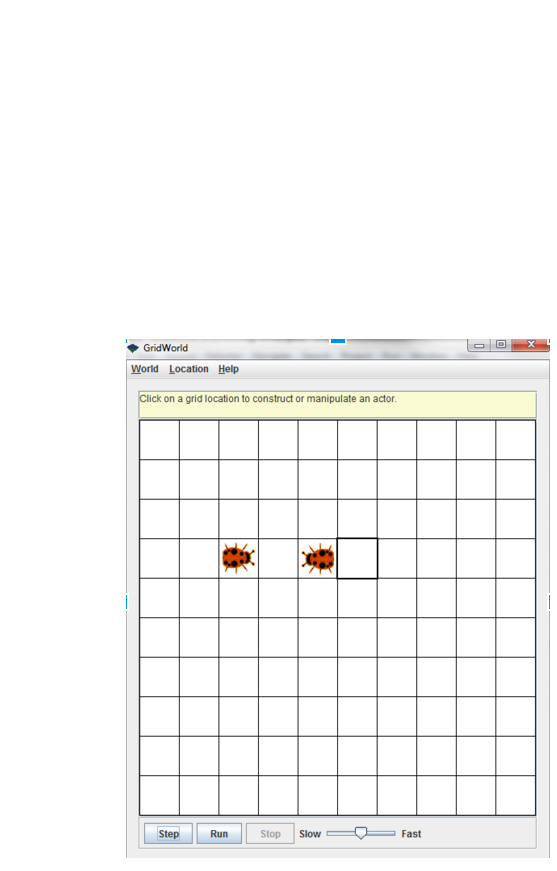 GridWorld
World Location Help
Click on a grid location to construct or manipulate an actor.
Step Run Stop Slow Fast